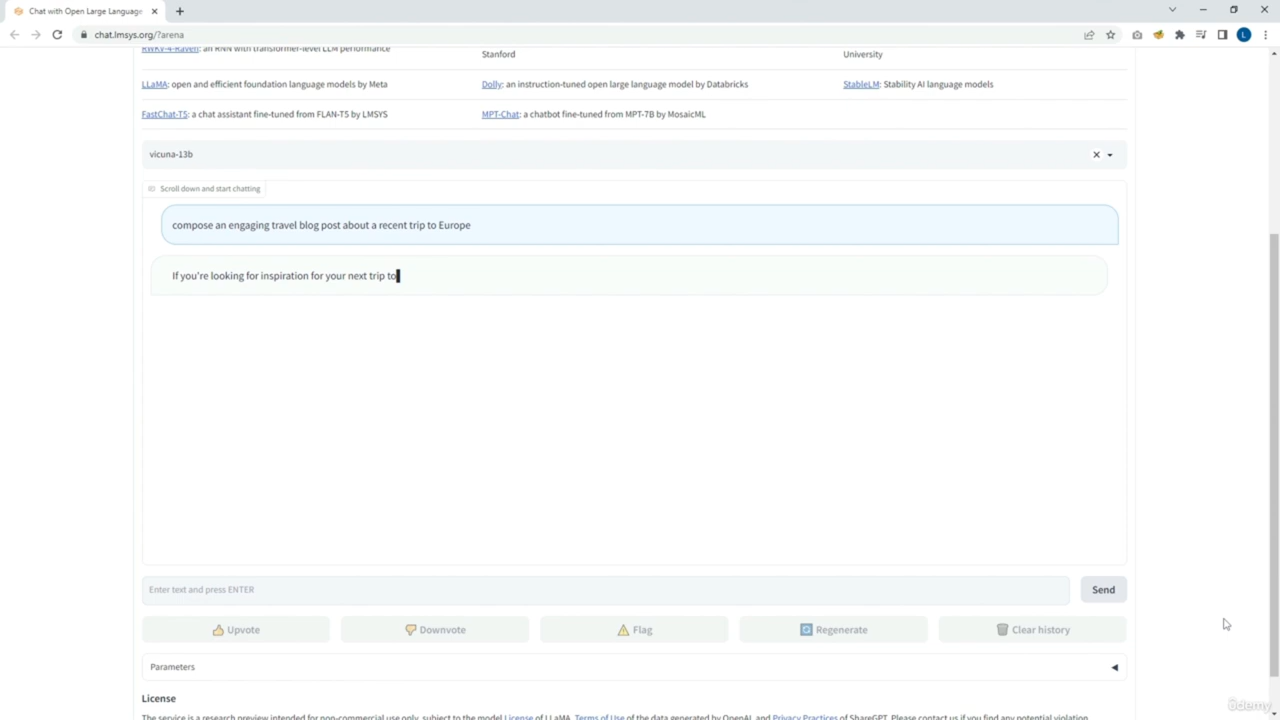 Chat with Open Large Language
chat.lmsys.org/?arena
L
RWKV-4-Raven: an RNN with transformer-level LLM performance
Stanford
University
LLaMA: open and efficient foundation language models by Meta
Dolly: an instruction-tuned open large language model by Databricks
StableLM: Stability AI language models
FastChat-T5: a chat assistant fine-tuned from FLAN-T5 by LMSYS
MPT-Chat: a chatbot fine-tuned from MPT-7B by MosaicML
vicuna-13b
Scroll down and start chatting
compose an engaging travel blog post about a recent trip to Europe
If you're looking for inspiration for your next trip to
Enter text and press ENTER
Send
Upvote
Downvote
Flag
Regenerate
Clear history
Parameters
License
The service is a research preview intended for non-commercial use only, subject to the model License of LLaMA, Terms of Use of the data generated by OpenAI, and Privacy Practices of ShareGPT. Please contact us if you find any potential violation.
ûdemy